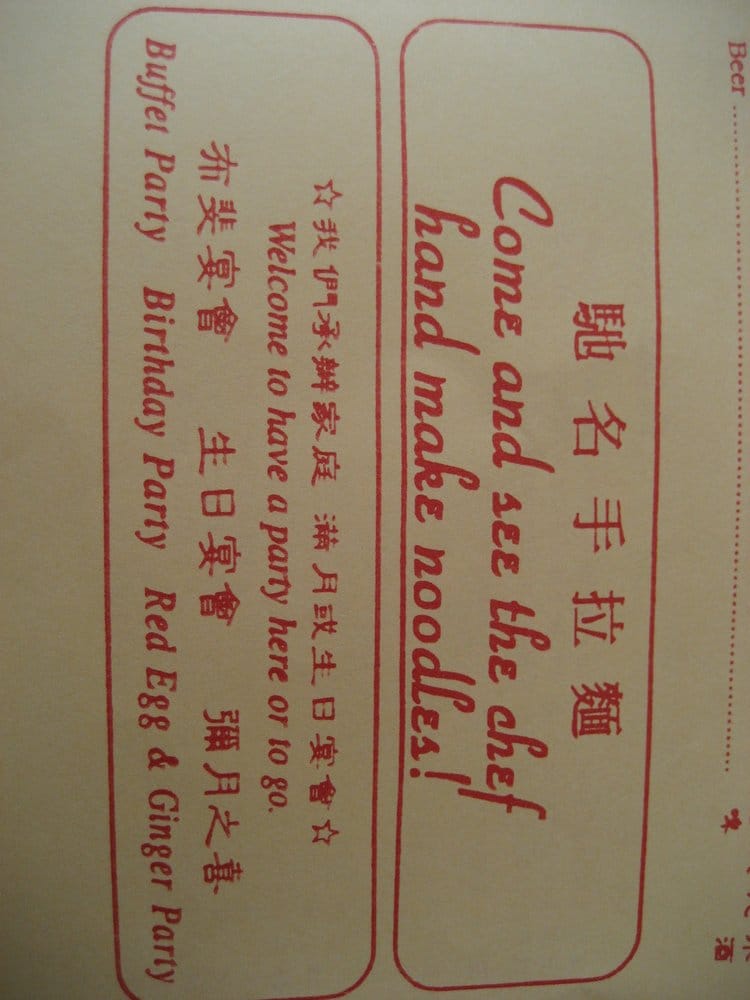 Beer ........................................................
酒
馳名手拉麵
Come and see the chef
hand make noodles!
☆我們承辦家庭 滿月或生日宴會☆
Welcome to have a party here or to go.
布斐宴會 生日宴會 彌月之喜
Buffet Party Birthday Party Red Egg & Ginger Party